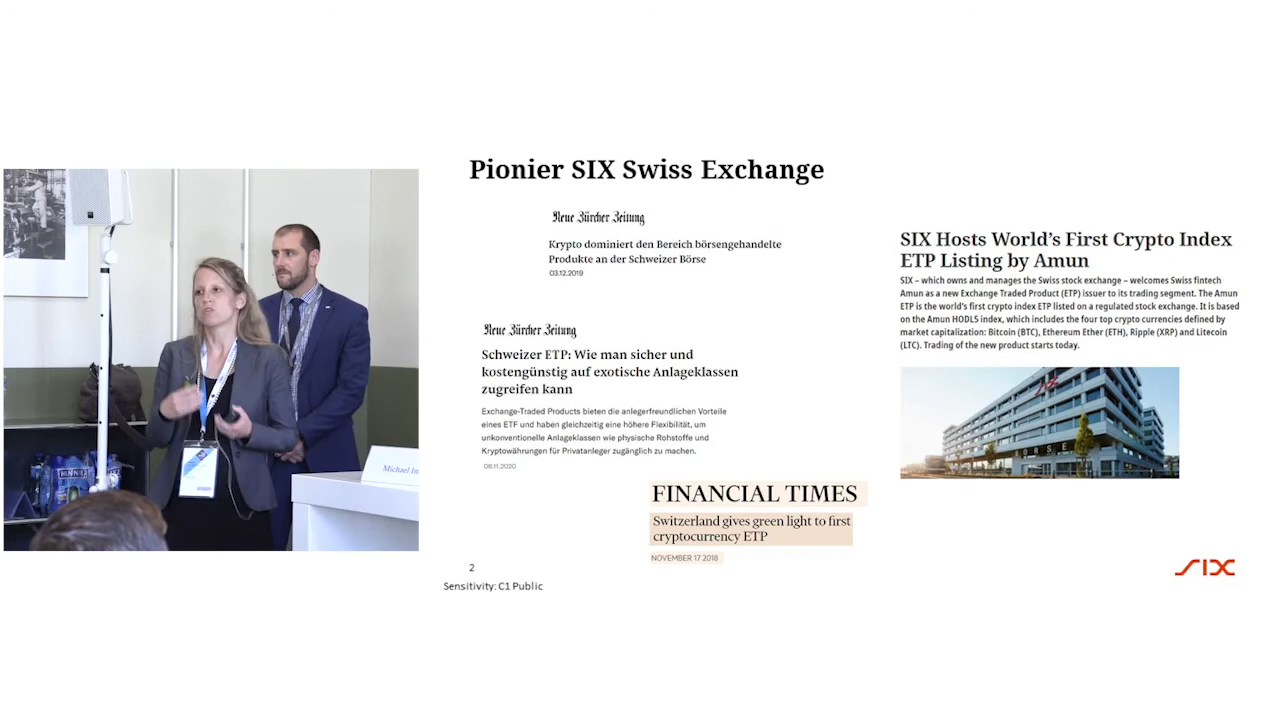 Pionier SIX Swiss Exchange
Neue Zürcher Zeitung
Krypto dominiert den Bereich börsengehandelte
Produkte an der Schweizer Börse
03.12.2019
Neue Zürcher Zeitung
Schweizer ETP: Wie man sicher und
kostengünstig auf exotische Anlageklassen
zugreifen kann
Exchange-Traded Products bieten die anlegerfreundlichen Vorteile
eines ETF und haben gleichzeitig eine höhere Flexibilität, um
unkonventionelle Anlageklassen wie physische Rohstoffe und
Kryptowährungen für Privatanleger zugänglich zu machen.
08.11.2020
FINANCIAL TIMES
Switzerland gives green light to first
cryptocurrency ETP
NOVEMBER 17 2018
SIX Hosts World's First Crypto Index
ETP Listing by Amun
SIX – which owns and manages the Swiss stock exchange – welcomes Swiss fintech
Amun as a new Exchange Traded Product (ETP) issuer to its trading segment. The Amun
ETP is the world's first crypto index ETP listed on a regulated stock exchange. It is based
on the Amun HODL5 index, which includes the four top crypto currencies defined by
market capitalization: Bitcoin (BTC), Ethereum Ether (ETH), Ripple (XRP) and Litecoin
(LTC). Trading of the new product starts today.
BÖRSE
2
Sensitivity: C1 Public
SIX
Michael